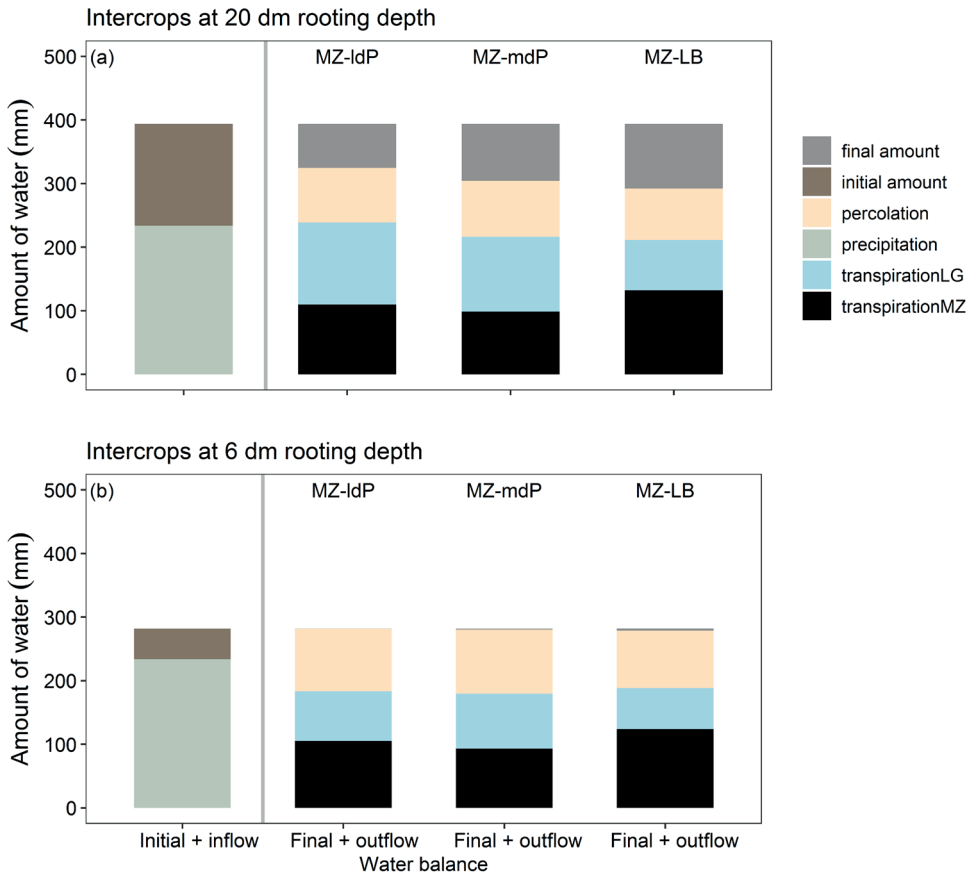 Intercrops at 20 dm rooting depth
(a)
MZ-ldP
MZ-mdP
MZ-LB
500
400
300
200
100
0
Amount of water (mm)
final amount
initial amount
percolation
precipitation
transpirationLG
transpirationMZ
Intercrops at 6 dm rooting depth
(b)
MZ-ldP
MZ-mdP
MZ-LB
500
400
300
200
100
0
Amount of water (mm)
Initial + inflow
Final + outflow
Final + outflow
Final + outflow
Water balance